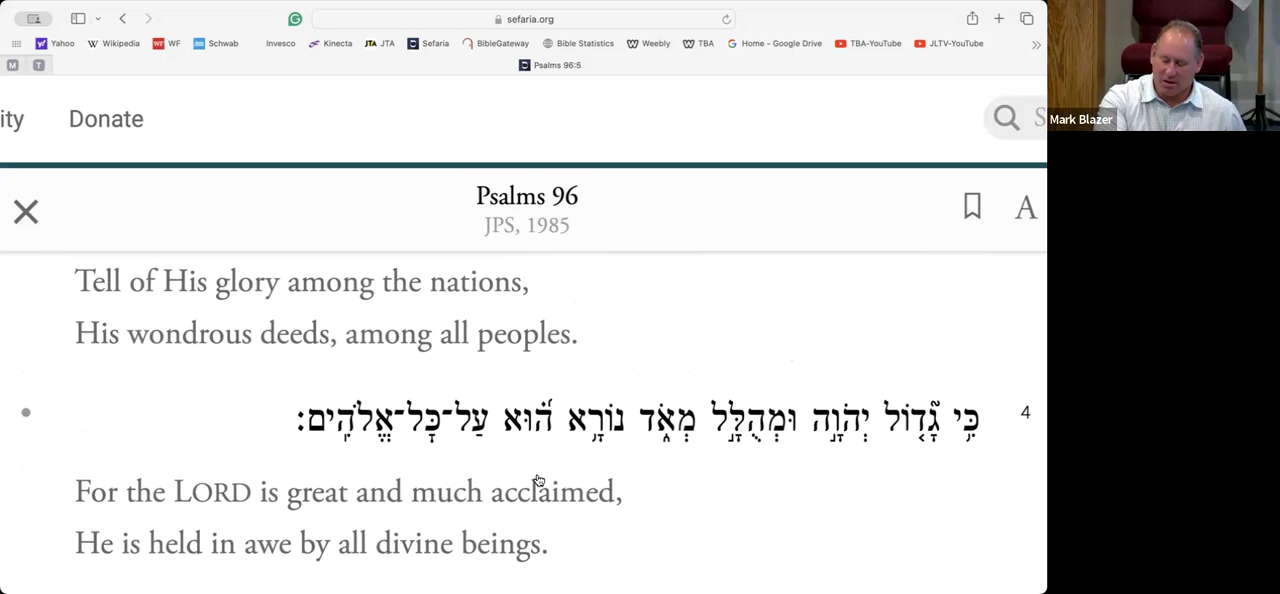 sefaria.org
Yahoo Wikipedia WF Schwab Invesco Kinecta JTA Sefaria BibleGateway Bible Statistics Weebly TBA Home - Google Drive TBA-YouTube JLTV-YouTube
M T Psalms 96:5
ity Donate S
Mark Blazer
Psalms 96
JPS, 1985
A
Tell of His glory among the nations,
His wondrous deeds, among all peoples.
כִּ֥י גָ֘ד֤וֹל יְהֹוָ֣ה וּמְהֻלָּ֣ל מְאֹ֑ד נוֹרָ֥א ה֝֗וּא עַל־כׇּל־אֱלֹהִֽים׃ 4
For the LORD is great and much acclaimed,
He is held in awe by all divine beings.